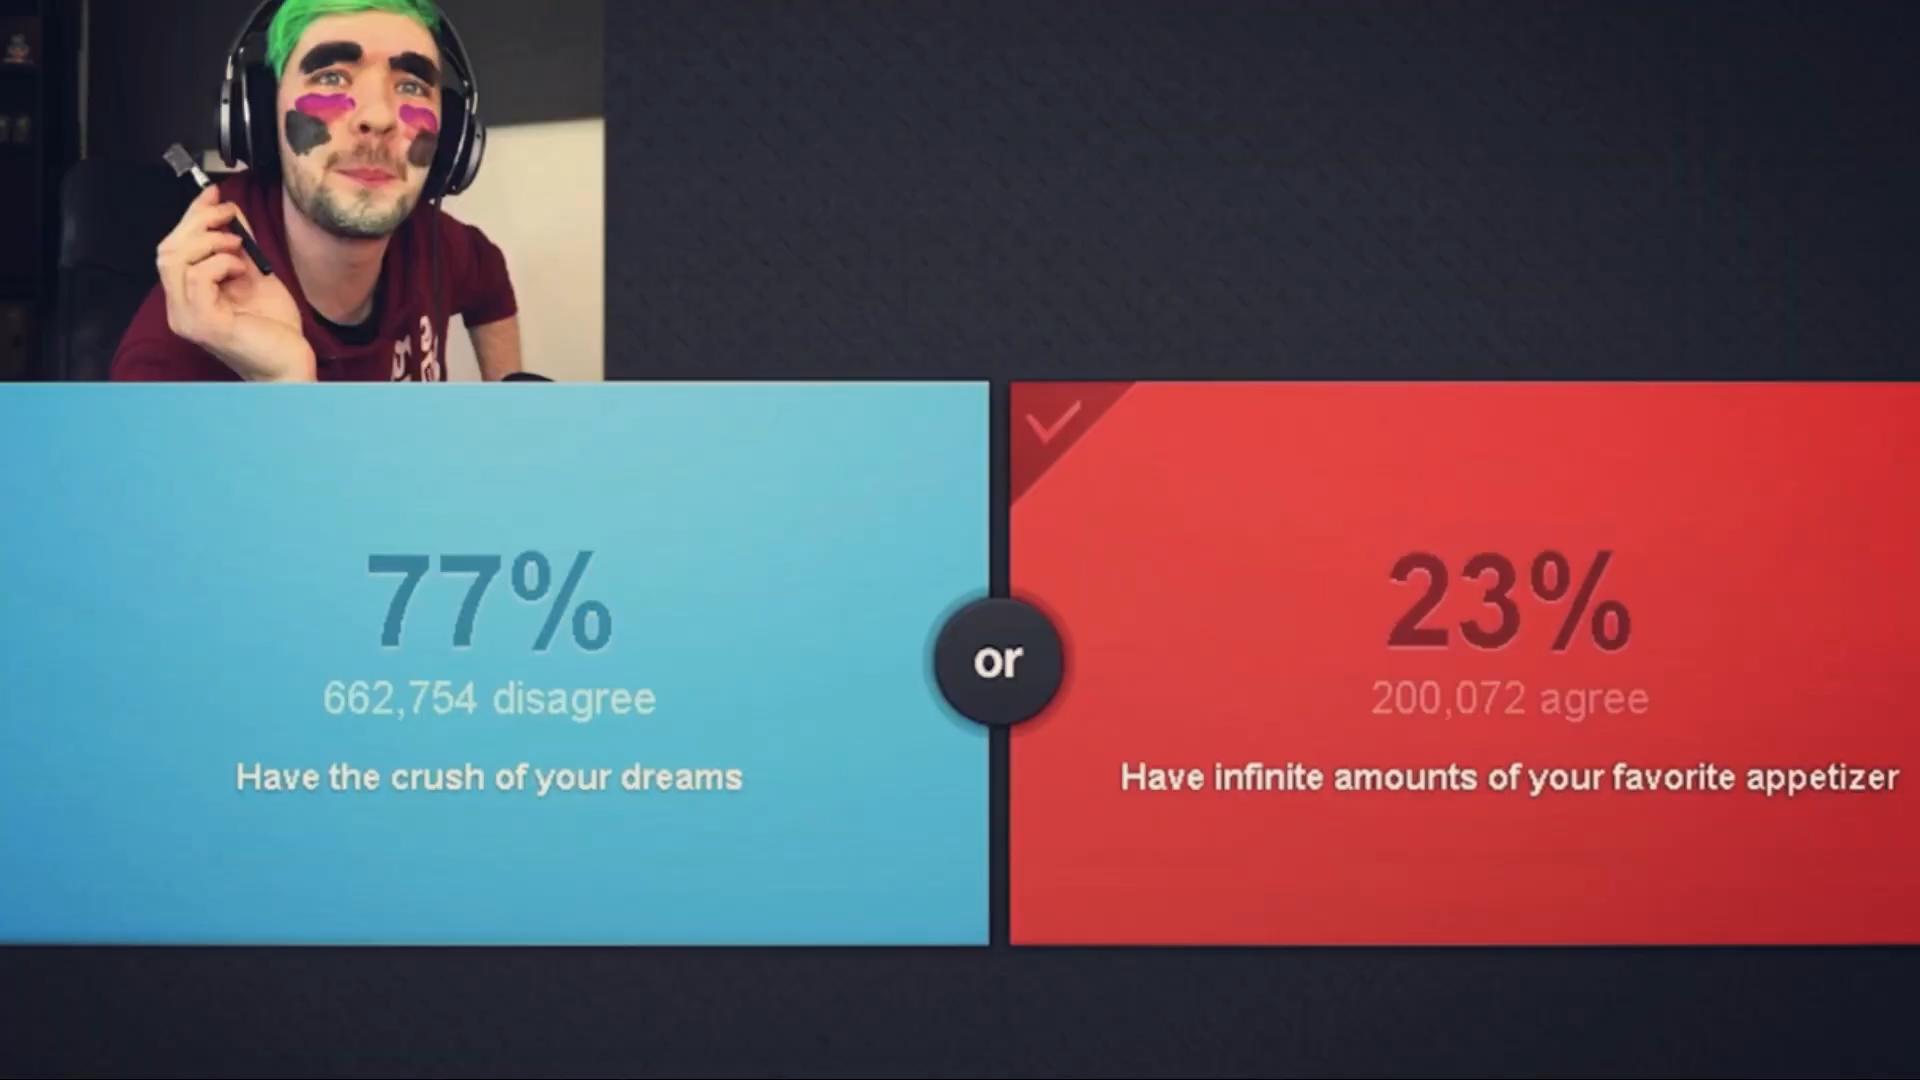 77%
662,754 disagree
Have the crush of your dreams
or
23%
200,072 agree
Have infinite amounts of your favorite appetizer